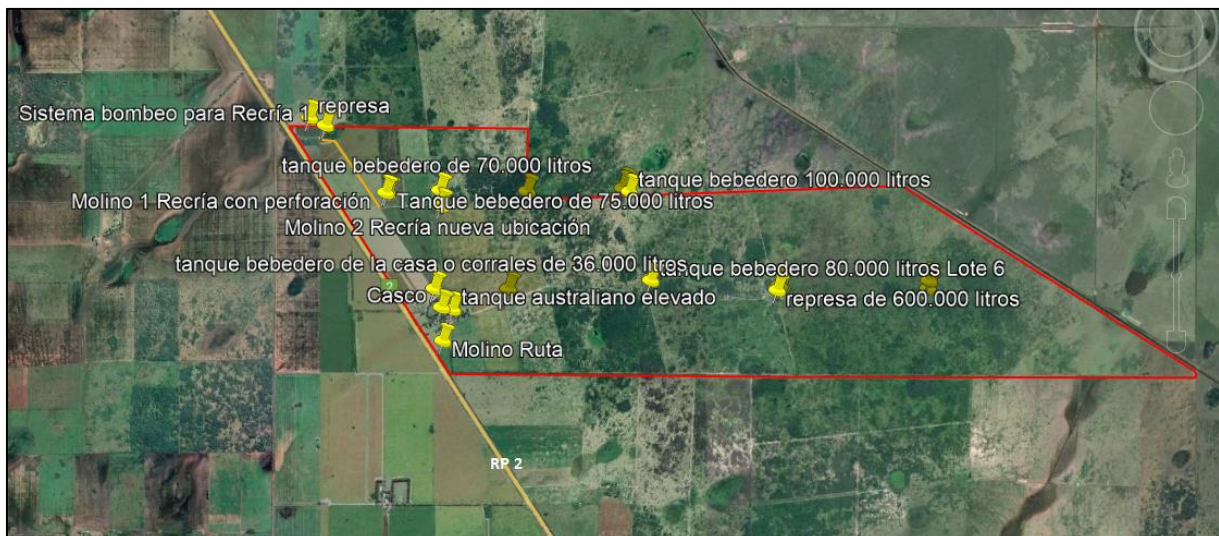 Sistema bombeo para Recría 1
represa
tanque bebedero de 70.000 litros
tanque bebedero 100.000 litros
Molino 1 Recría con perforación
Tanque bebedero de 75.000 litros
Molino 2 Recría nueva ubicación
tanque bebedero de la casa o corrales de 36.000 litros
tanque bebedero 80.000 litros Lote 6
2
Casco
tanque australiano elevado
represa de 600.000 litros
Molino Ruta
RP 2